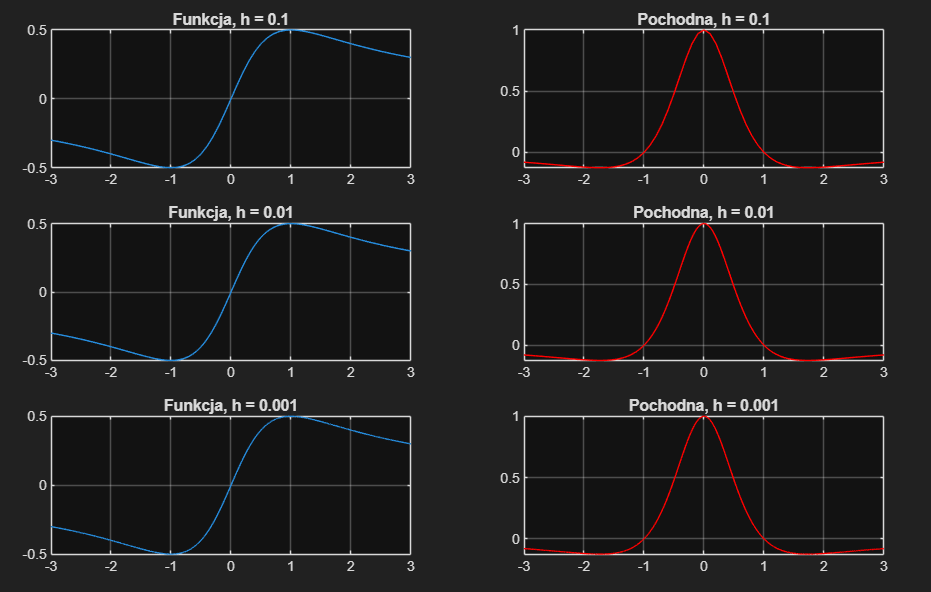 Funkcja, h = 0.1
0.5
0
-0.5
-3 -2 -1 0 1 2 3
Pochodna, h = 0.1
1
0.5
0
-3 -2 -1 0 1 2 3
Funkcja, h = 0.01
0.5
0
-0.5
-3 -2 -1 0 1 2 3
Pochodna, h = 0.01
1
0.5
0
-3 -2 -1 0 1 2 3
Funkcja, h = 0.001
0.5
0
-0.5
-3 -2 -1 0 1 2 3
Pochodna, h = 0.001
1
0.5
0
-3 -2 -1 0 1 2 3